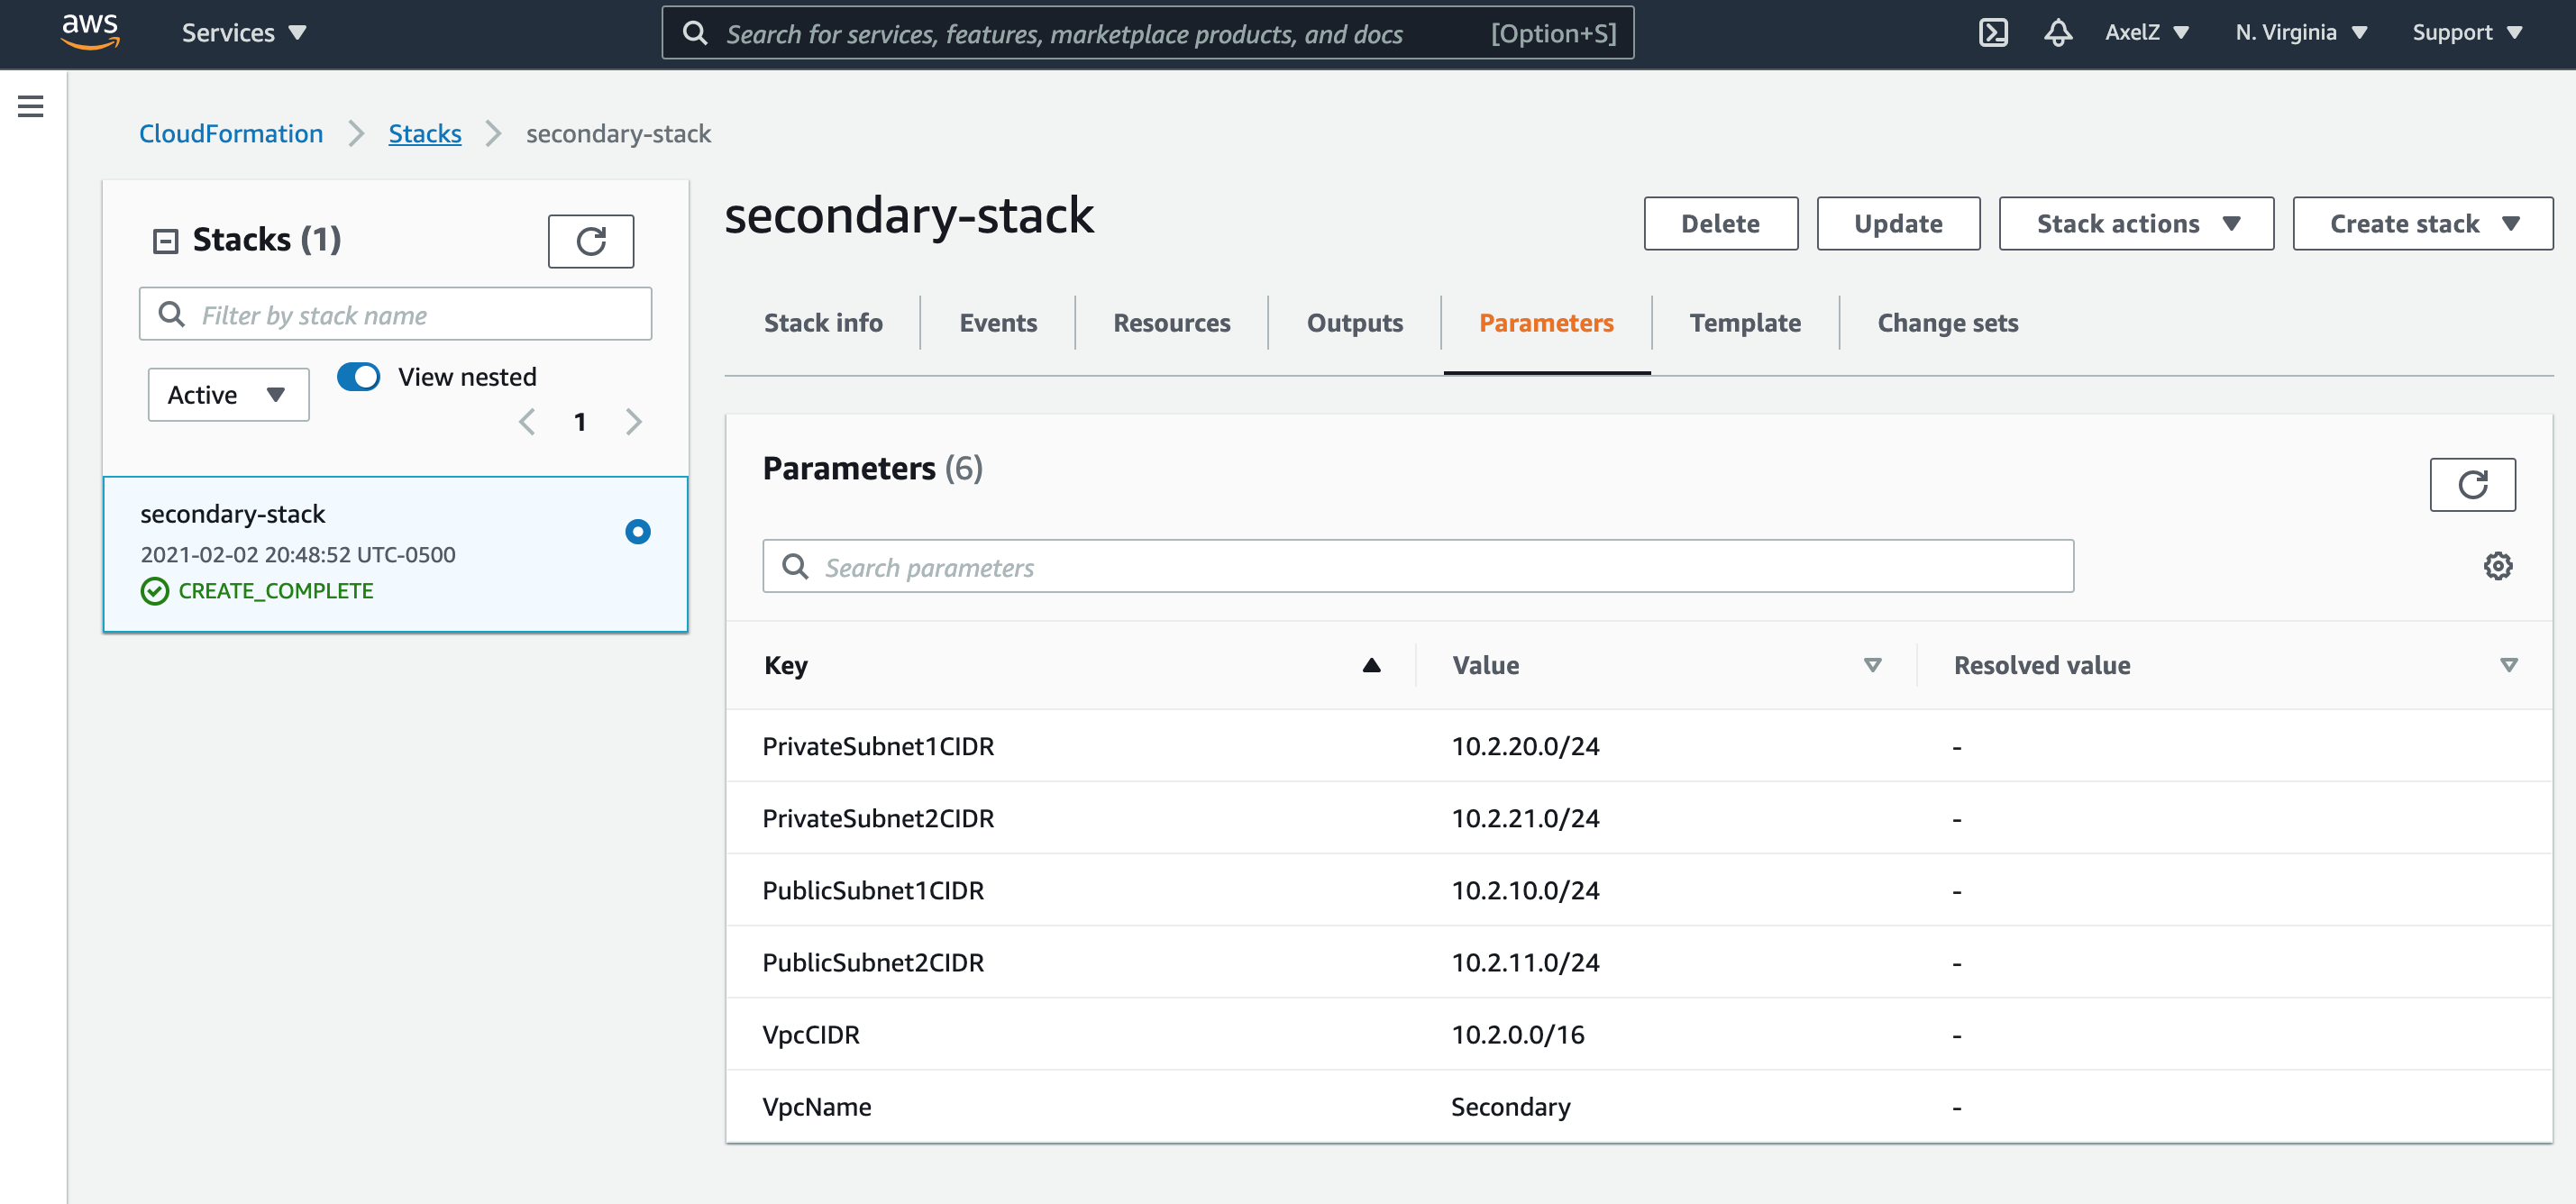 aws Services Search for services, features, marketplace products, and docs [Option+S] AxelZ N. Virginia Support
CloudFormation Stacks secondary-stack
Stacks (1)
Filter by stack name
Active View nested
1
secondary-stack
2021-02-02 20:48:52 UTC-0500
CREATE_COMPLETE
secondary-stack Delete Update Stack actions Create stack
Stack info Events Resources Outputs Parameters Template Change sets
Parameters (6)
Search parameters
Key Value Resolved value
PrivateSubnet1CIDR 10.2.20.0/24 -
PrivateSubnet2CIDR 10.2.21.0/24 -
PublicSubnet1CIDR 10.2.10.0/24 -
PublicSubnet2CIDR 10.2.11.0/24 -
VpcCIDR 10.2.0.0/16 -
VpcName Secondary -